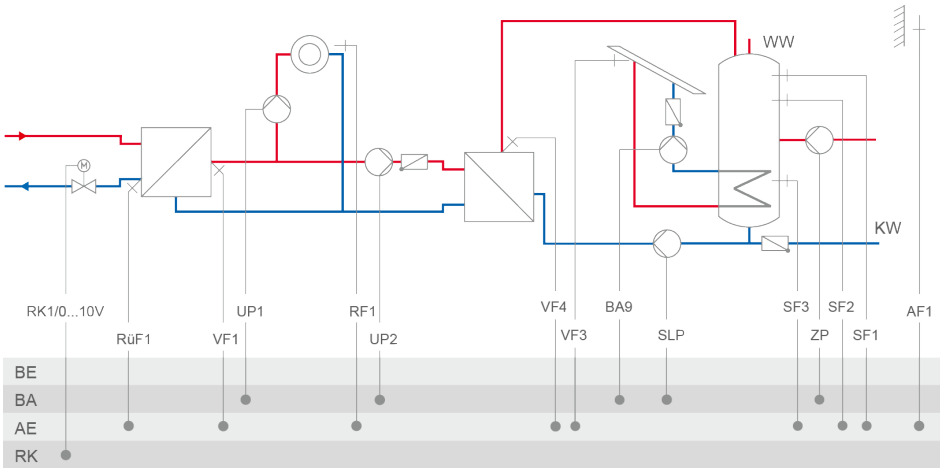 WW
M
KW
RK1/0...10V
UP1
RF1
VF4
BA9
SF3
SF2
AF1
RüF1
VF1
UP2
VF3
SLP
ZP
SF1
BE
BA
AE
RK